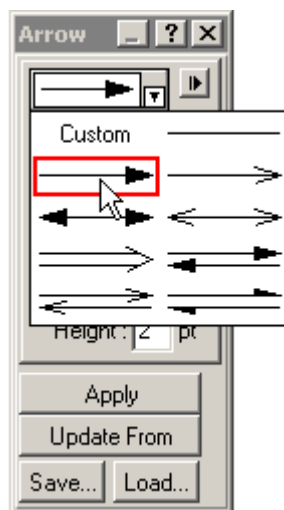 Arrow
Custom
Height : 2 pt
Apply
Update From
Save... Load...